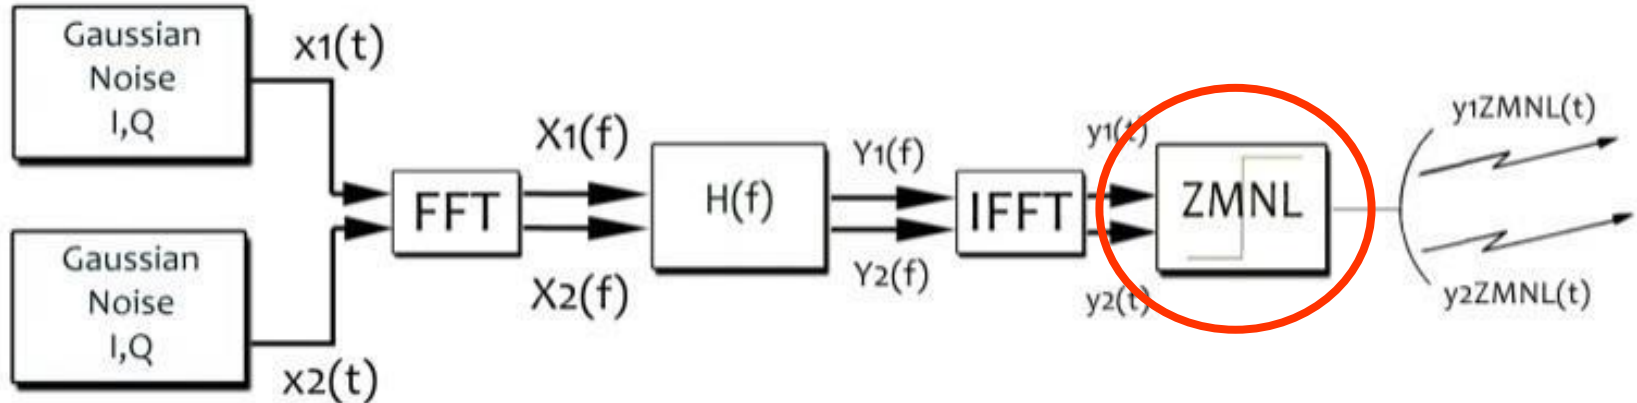 Gaussian
Noise
I,Q
x1(t)
Gaussian
Noise
I,Q
x2(t)
FFT
X1(f)
X2(f)
H(f)
Y1(f)
Y2(f)
IFFT
y1(t)
y2(t)
ZMNL
y1ZMNL(t)
y2ZMNL(t)